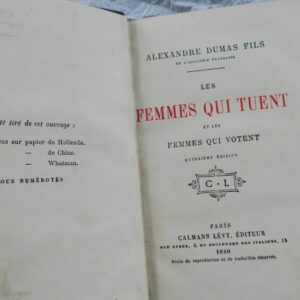 té tiré de cet ouvrage :
res sur papier de Hollande.
— de Chine.
— Whatman.
OUS NUMÉROTÉS
ALEXANDRE DUMAS FILS
DE L'ACADÉMIE FRANÇAISE
LES
FEMMES QUI TUENT
ET LES
FEMMES QUI VOTENT
QUINZIÈME ÉDITION
C · L
PARIS
CALMANN LÉVY, ÉDITEUR
RUE AUBER, 3, ET BOULEVARD DES ITALIENS, 15
1880
Droits de reproduction et de traduction réservés.